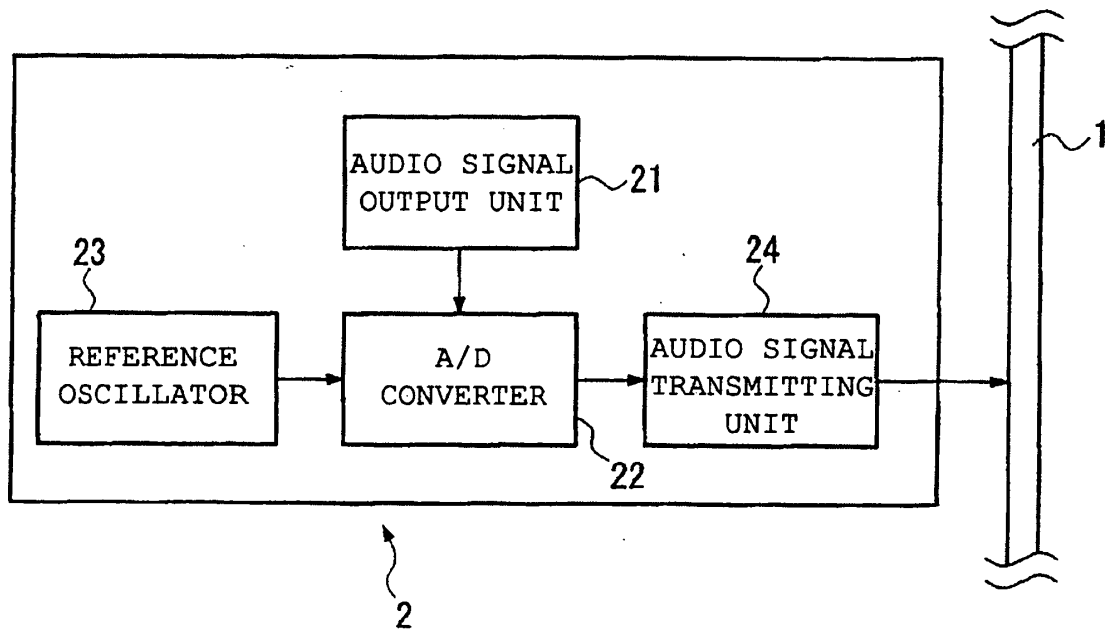 1
AUDIO SIGNAL
OUTPUT UNIT
21
23
24
REFERENCE
OSCILLATOR
A/D
CONVERTER
AUDIO SIGNAL
TRANSMITTING
UNIT
22
2